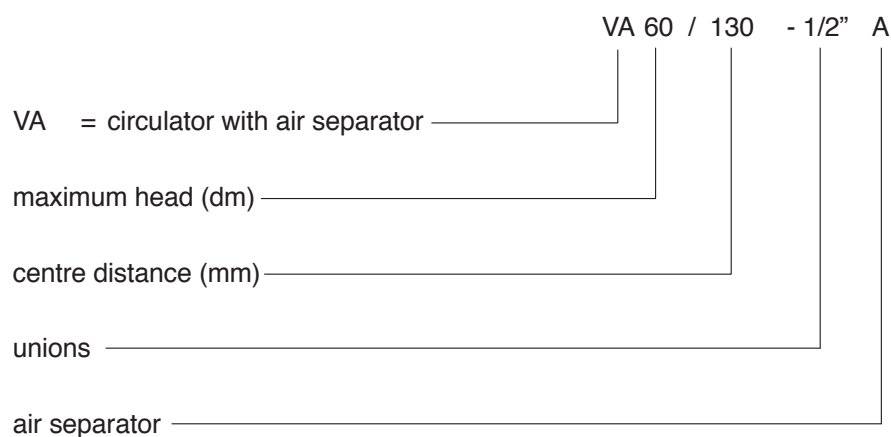 VA 60 / 130 - 1/2” A
VA = circulator with air separator
maximum head (dm)
centre distance (mm)
unions
air separator